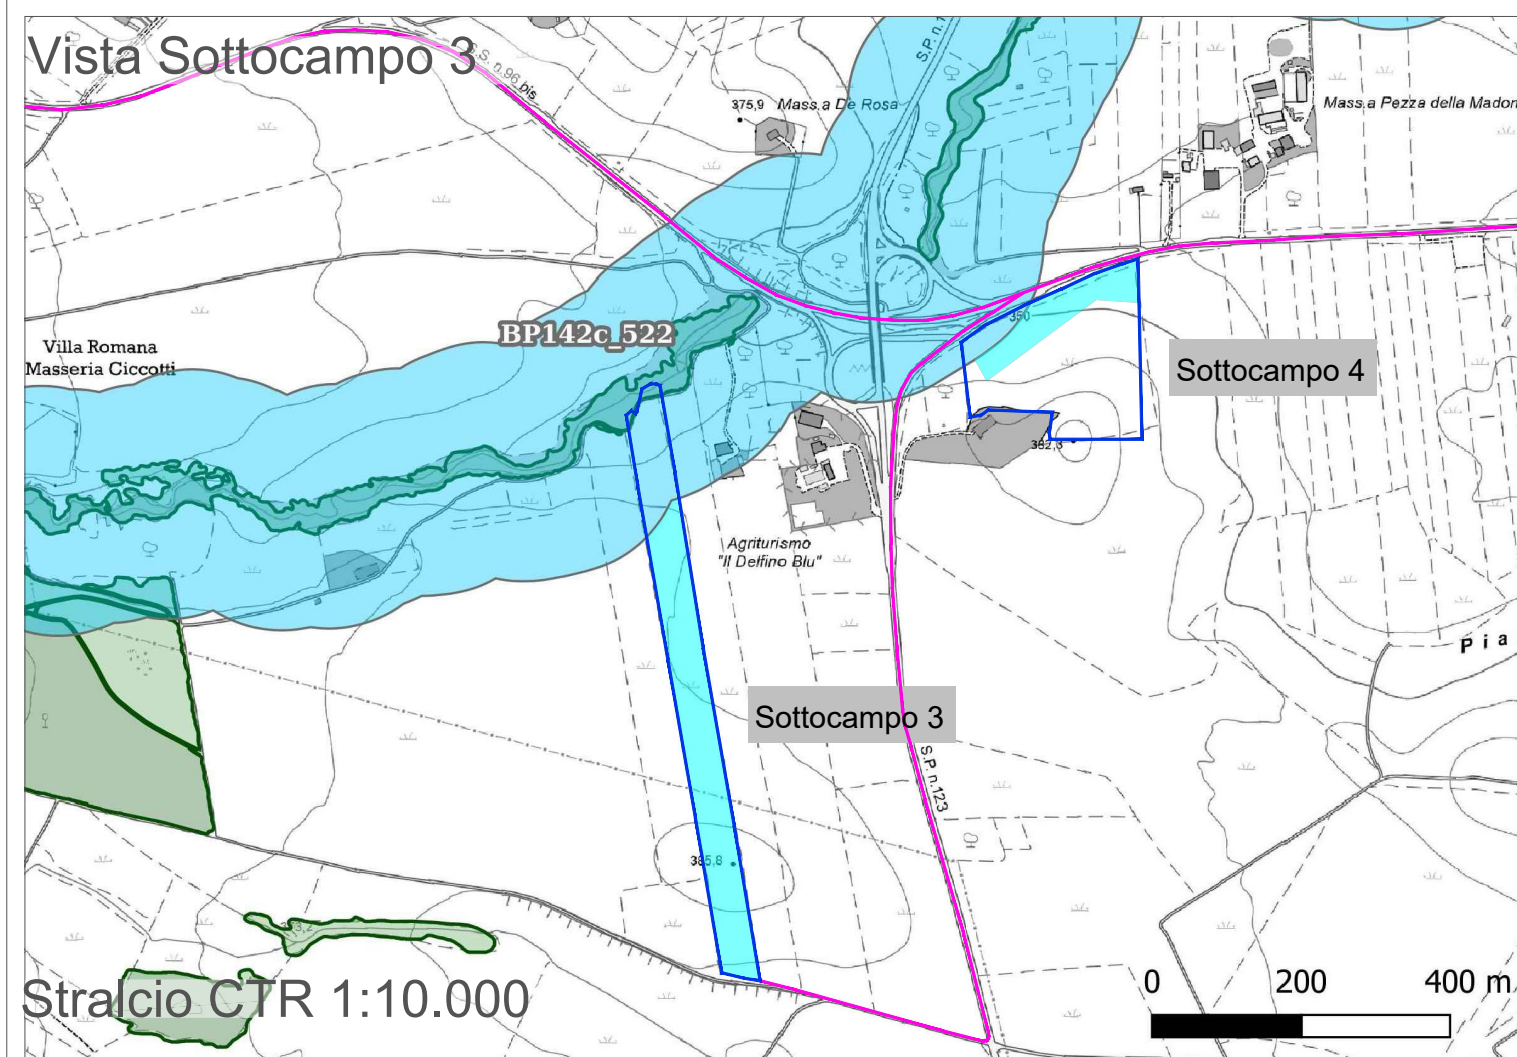 Vista Sottocampo 3
S.S. n.96 bis
S.P. n.1
375,9
Mass.a De Rosa
Mass.a Pezza della Madon
BP142c_522
350
Villa Romana
Masseria Ciccotti
Sottocampo 4
382,3
Agriturismo
"Il Delfino Blu"
Pia
Sottocampo 3
S.P. n.123
385,8
0 200 400 m
Stralcio CTR 1:10.000